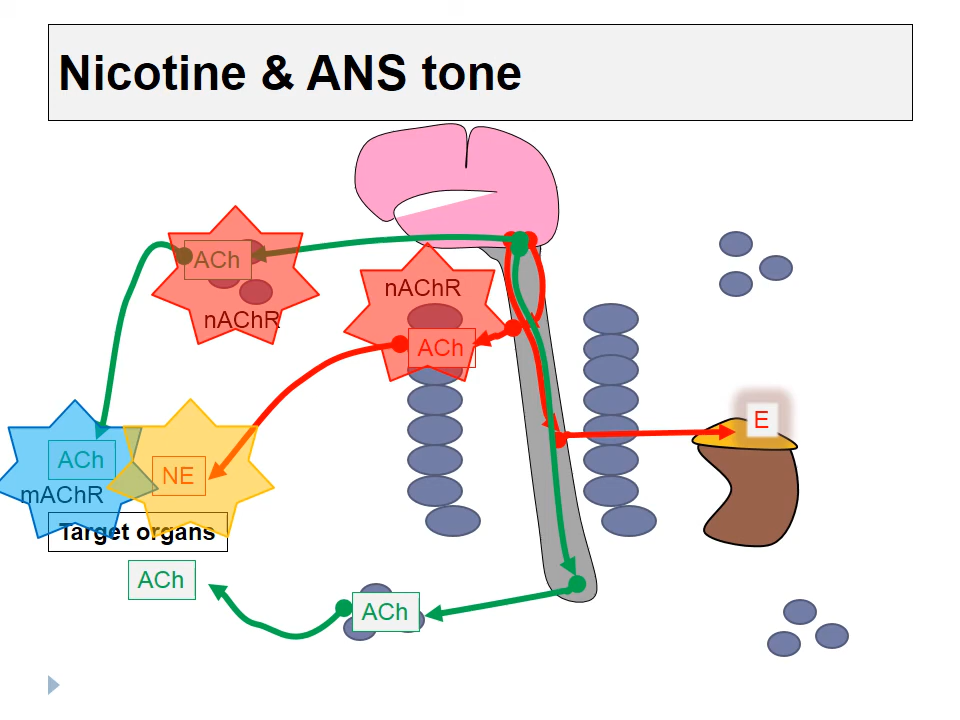 Nicotine & ANS tone
ACh
nAChR
nAChR
ACh
E
ACh
NE
mAChR
Target organs
ACh
ACh